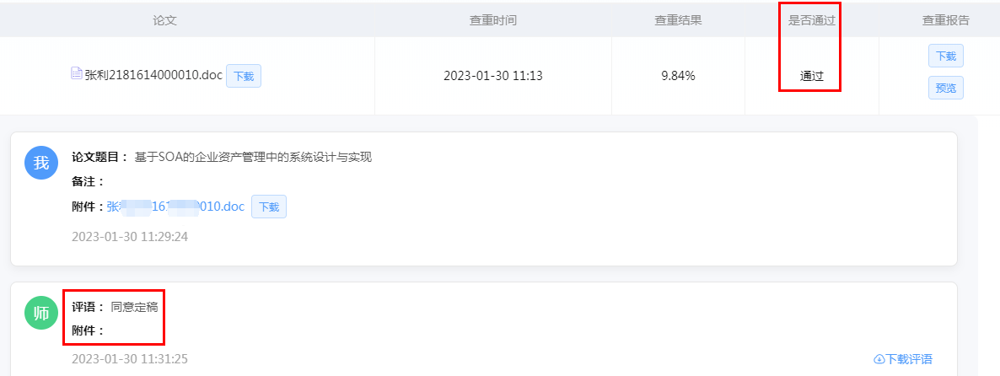 论文 查重时间 查重结果 是否通过 查重报告
张利2181614000010.doc 下载 2023-01-30 11:13 9.84% 通过 下载
预览
我 论文题目： 基于SOA的企业资产管理中的系统设计与实现
备注：
附件： 010.doc 下载
2023-01-30 11:29:24
师 评语： 同意定稿
附件：
2023-01-30 11:31:25 下载评语